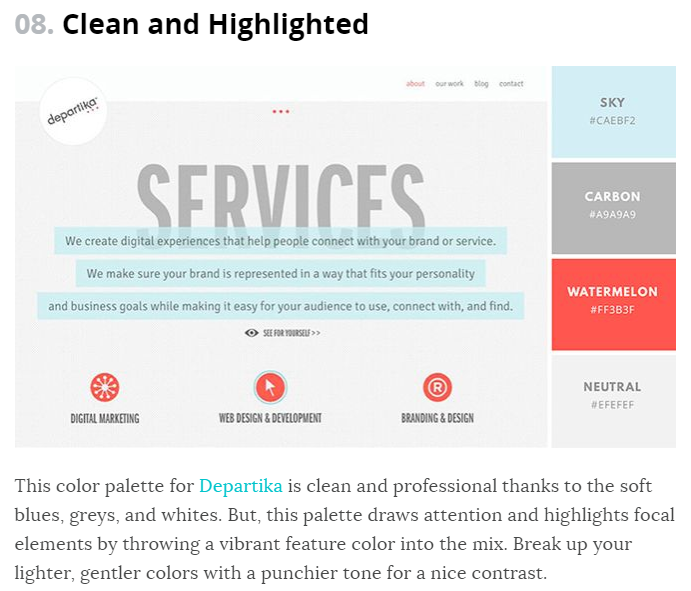 08. Clean and Highlighted
departika
about our work blog contact
SERVICES
We create digital experiences that help people connect with your brand or service.
We make sure your brand is represented in a way that fits your personality
and business goals while making it easy for your audience to use, connect with, and find.
SEE FOR YOURSELF >>
DIGITAL MARKETING
WEB DESIGN & DEVELOPMENT
®
BRANDING & DESIGN
SKY
#CAEBF2
CARBON
#A9A9A9
WATERMELON
#FF3B3F
NEUTRAL
#EFEFEF
This color palette for Departika is clean and professional thanks to the soft
blues, greys, and whites. But, this palette draws attention and highlights focal
elements by throwing a vibrant feature color into the mix. Break up your
lighter, gentler colors with a punchier tone for a nice contrast.